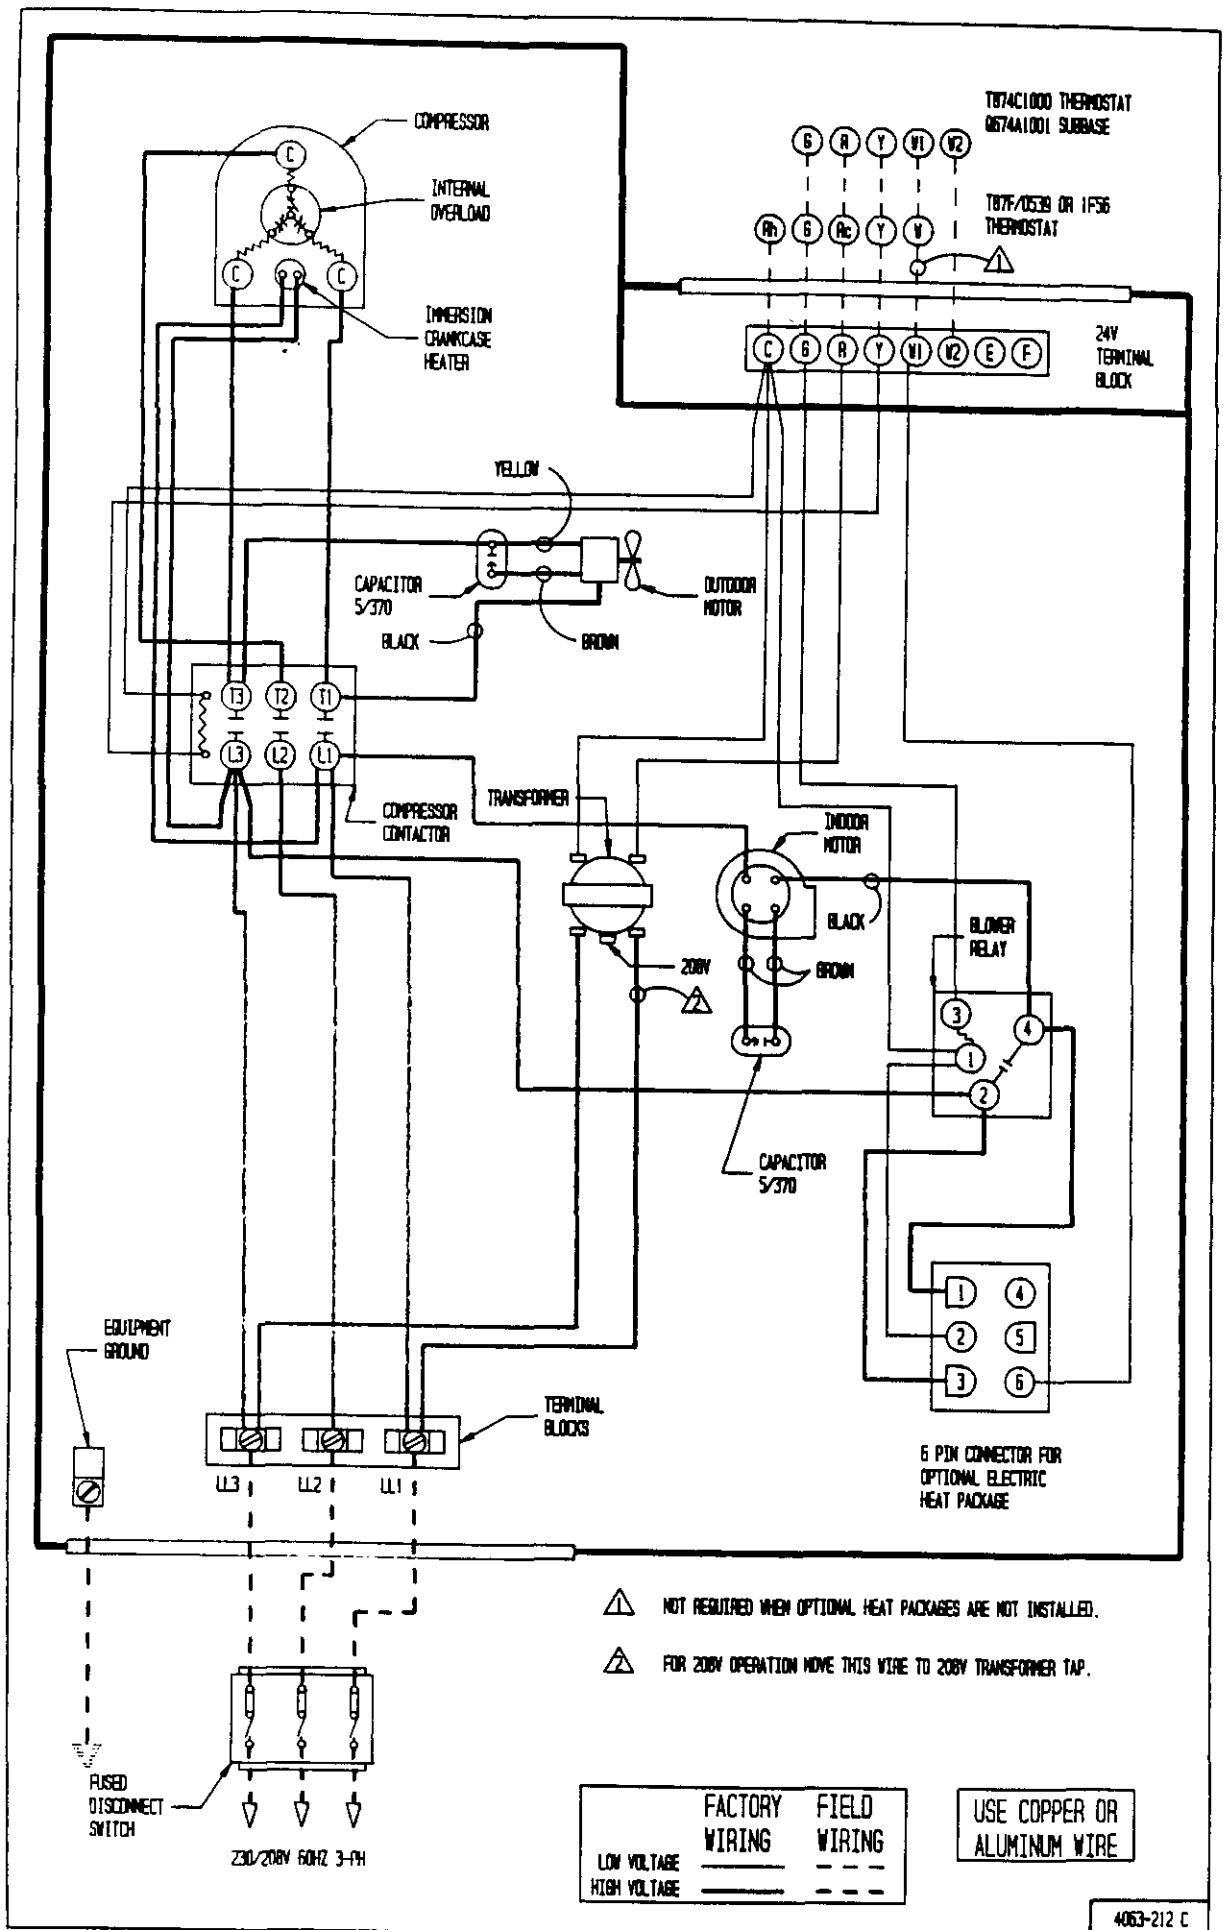 T874C1000 THERMOSTAT
Q674A1001 SUBBASE
COMPRESSOR
C
G R Y W1 W2
INTERNAL
OVERLOAD
T87F/0539 OR 1F56
THERMOSTAT
Rh G Rc Y W
1
C C
IMMERSION
CRANKCASE
HEATER
24V
TERMINAL
BLOCK
C G R Y W1 W2 E F
YELLOW
CAPACITOR
5/370
OUTDOOR
MOTOR
BLACK
BROWN
T3 T2 T1
L3 L2 L1
TRANSFORMER
COMPRESSOR
CONTACTOR
INDOOR
MOTOR
BLACK
BLOWER
RELAY
208V
BROWN
2
3
4
1
2
CAPACITOR
5/370
1 4
2 5
3 6
EQUIPMENT
GROUND
TERMINAL
BLOCKS
LL3 LL2 LL1
6 PIN CONNECTOR FOR
OPTIONAL ELECTRIC
HEAT PACKAGE
1 NOT REQUIRED WHEN OPTIONAL HEAT PACKAGES ARE NOT INSTALLED.
2 FOR 208V OPERATION MOVE THIS WIRE TO 208V TRANSFORMER TAP.
FUSED
DISCONNECT
SWITCH
230/208V 60HZ 3-PH
FACTORY FIELD
WIRING WIRING
LOW VOLTAGE
HIGH VOLTAGE
USE COPPER OR
ALUMINUM WIRE
4063-212 C